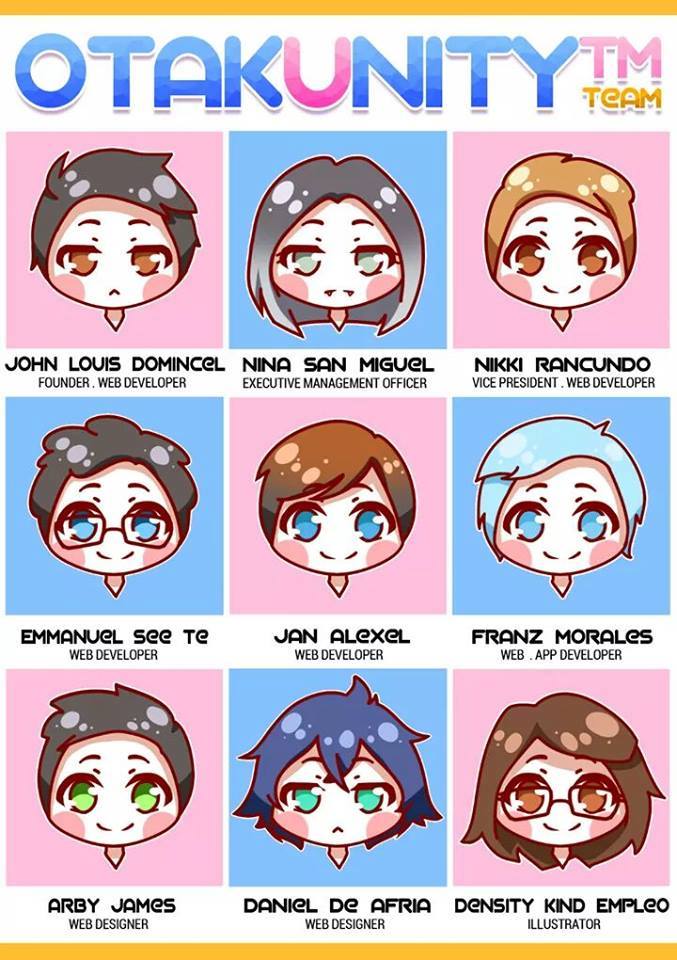 OTAKUNITY TM
TEAM
JOHN LOUIS DOMINCEL
FOUNDER . WEB DEVELOPER
NINA SAN MIGUEL
EXECUTIVE MANAGEMENT OFFICER
NIKKI RANCUNDO
VICE PRESIDENT . WEB DEVELOPER
EMMANUEL SEE TE
WEB DEVELOPER
JAN ALEXEL
WEB DEVELOPER
FRANZ MORALES
WEB . APP DEVELOPER
ARBY JAMES
WEB DESIGNER
DANIEL DE AFRIA
WEB DESIGNER
DENSITY KIND EMPLEO
ILLUSTRATOR